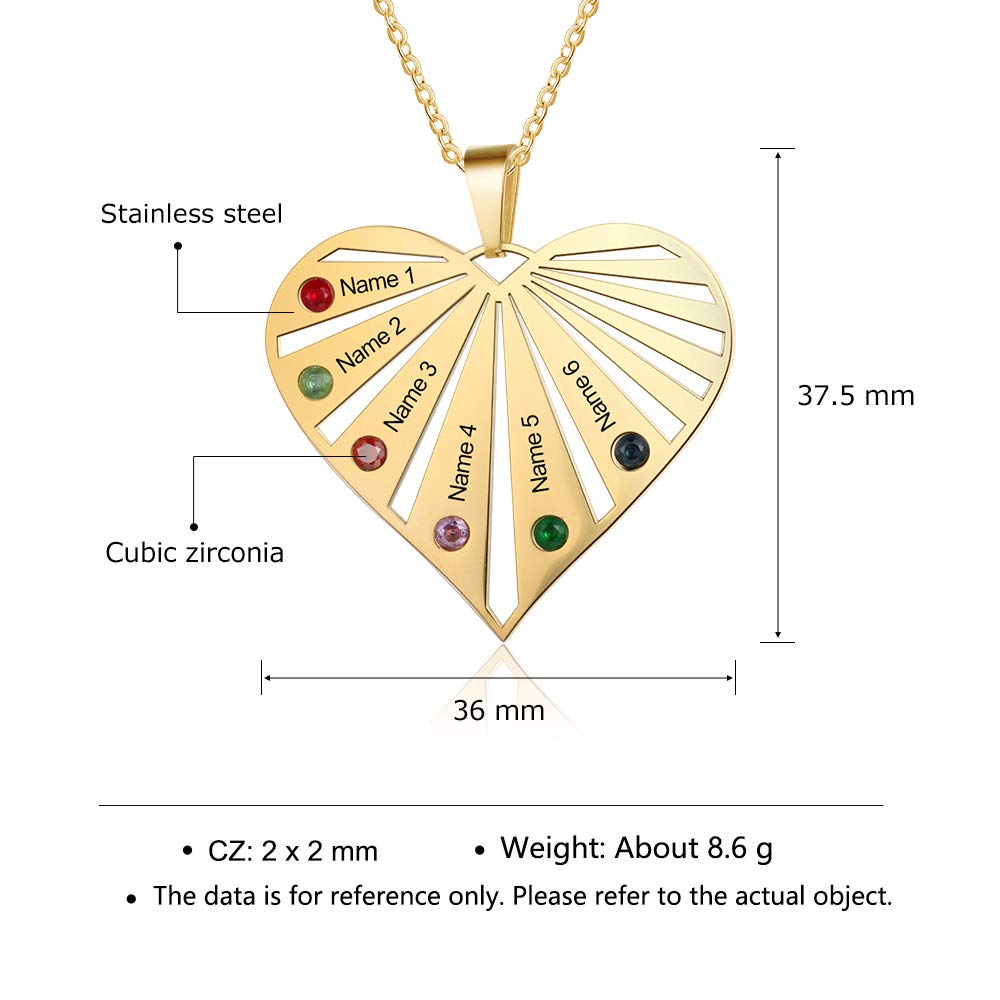 Stainless steel
Name 1
Name 2
Name 3
Name 4
Name 5
Name 6
37.5 mm
Cubic zirconia
36 mm
• CZ: 2 x 2 mm
• Weight: About 8.6 g
• The data is for reference only. Please refer to the actual object.